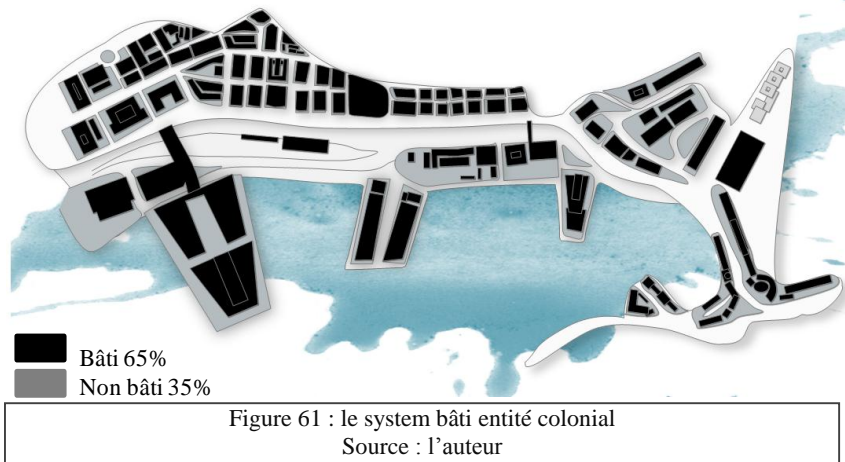 Bâti 65%
Non bâti 35%
Figure 61 : le system bâti entité colonial
Source : l’auteur